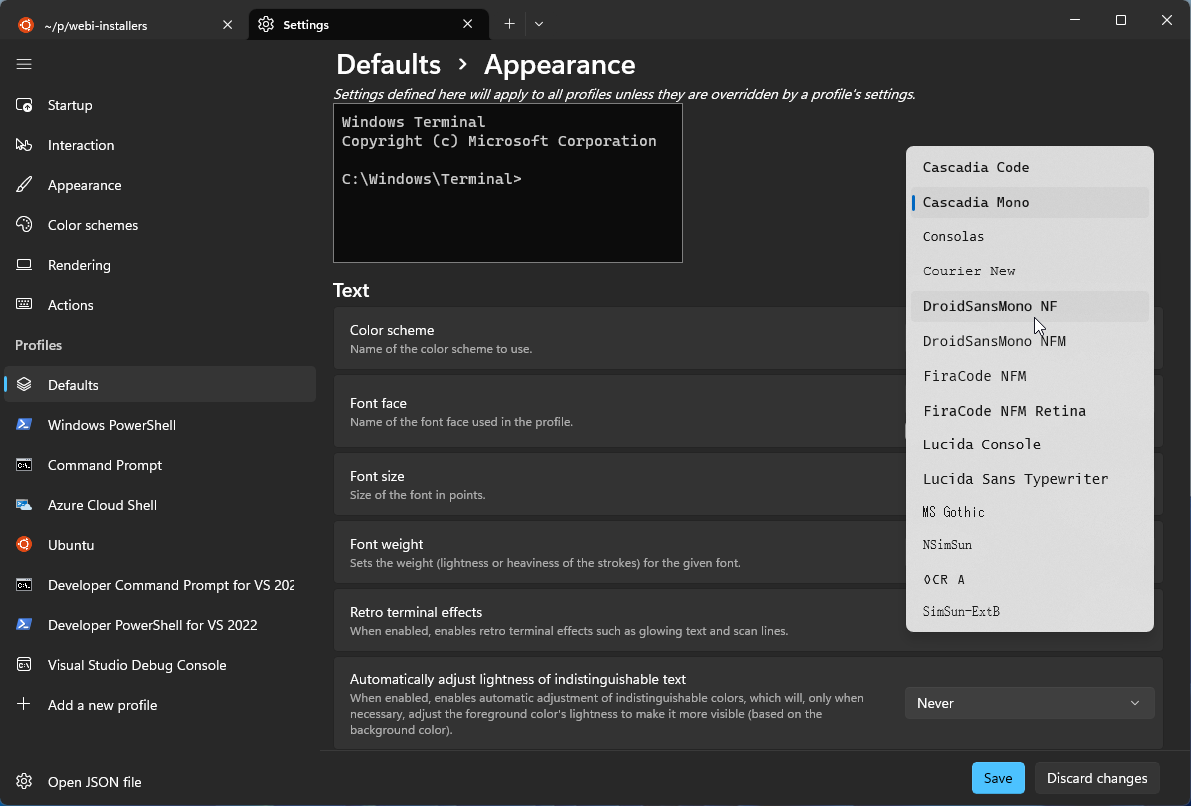 ~/p/webi-installers
Settings
Startup
Interaction
Appearance
Color schemes
Rendering
Actions
Profiles
Defaults
Windows PowerShell
Command Prompt
Azure Cloud Shell
Ubuntu
Developer Command Prompt for VS 202
Developer PowerShell for VS 2022
Visual Studio Debug Console
Add a new profile
Open JSON file
Defaults > Appearance
Settings defined here will apply to all profiles unless they are overridden by a profile's settings.
Windows Terminal
Copyright (c) Microsoft Corporation
C:\Windows\Terminal>
Text
Color scheme
Name of the color scheme to use.
Font face
Name of the font face used in the profile.
Font size
Size of the font in points.
Font weight
Sets the weight (lightness or heaviness of the strokes) for the given font.
Retro terminal effects
When enabled, enables retro terminal effects such as glowing text and scan lines.
Automatically adjust lightness of indistinguishable text
When enabled, enables automatic adjustment of indistinguishable colors, which will, only when
necessary, adjust the foreground color's lightness to make it more visible (based on the
background color).
Never
Cascadia Code
Cascadia Mono
Consolas
Courier New
DroidSansMono NF
DroidSansMono NFM
FiraCode NFM
FiraCode NFM Retina
Lucida Console
Lucida Sans Typewriter
MS Gothic
NSimSun
OCR A
SimSun-ExtB
Save
Discard changes